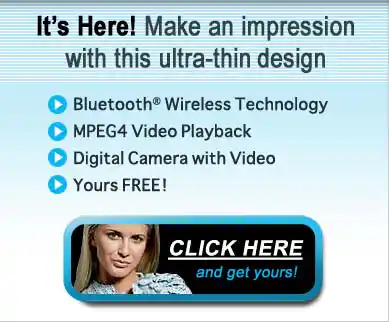 It's Here! Make an impression
with this ultra-thin design
Bluetooth® Wireless Technology
MPEG4 Video Playback
Digital Camera with Video
Yours FREE!
CLICK HERE
and get yours!